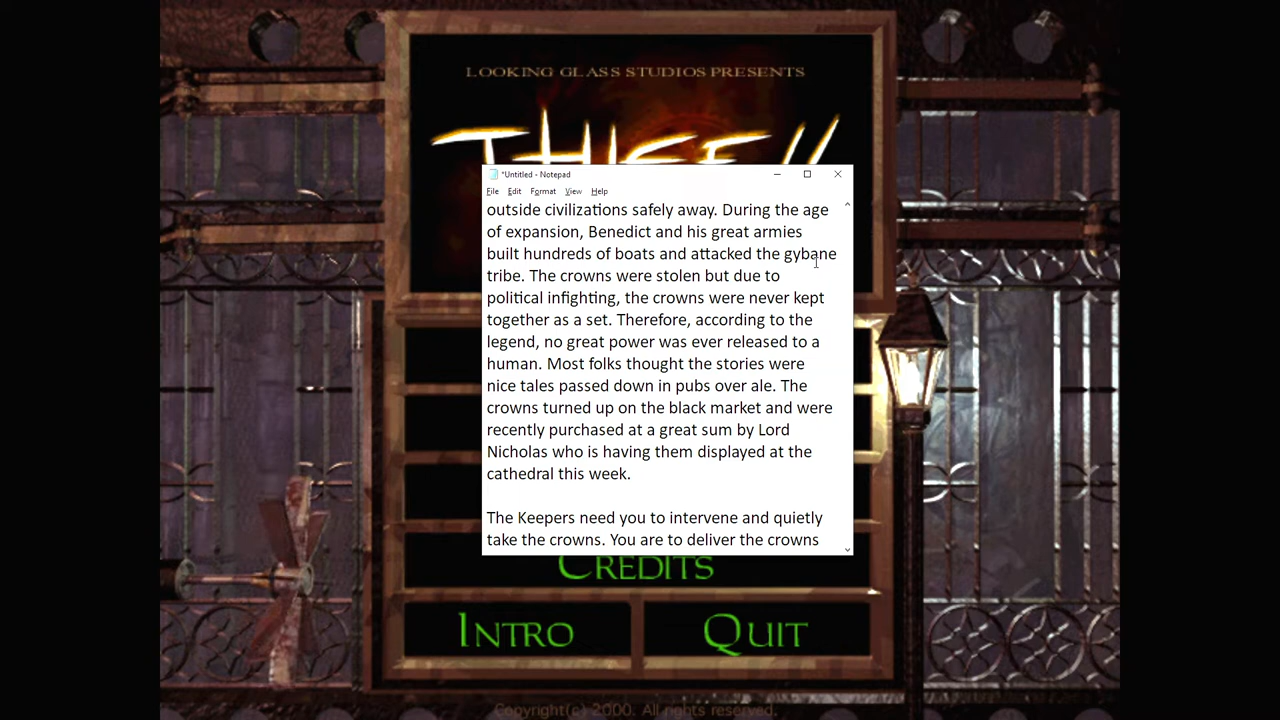 LOOKING GLASS STUDIOS PRESENTS
THIEF II
*Untitled - Notepad
File Edit Format View Help
outside civilizations safely away. During the age
of expansion, Benedict and his great armies
built hundreds of boats and attacked the gybane
tribe. The crowns were stolen but due to
political infighting, the crowns were never kept
together as a set. Therefore, according to the
legend, no great power was ever released to a
human. Most folks thought the stories were
nice tales passed down in pubs over ale. The
crowns turned up on the black market and were
recently purchased at a great sum by Lord
Nicholas who is having them displayed at the
cathedral this week.
The Keepers need you to intervene and quietly
take the crowns. You are to deliver the crowns
CREDITS
INTRO
QUIT
Copyright(c) 2000. All rights reserved.